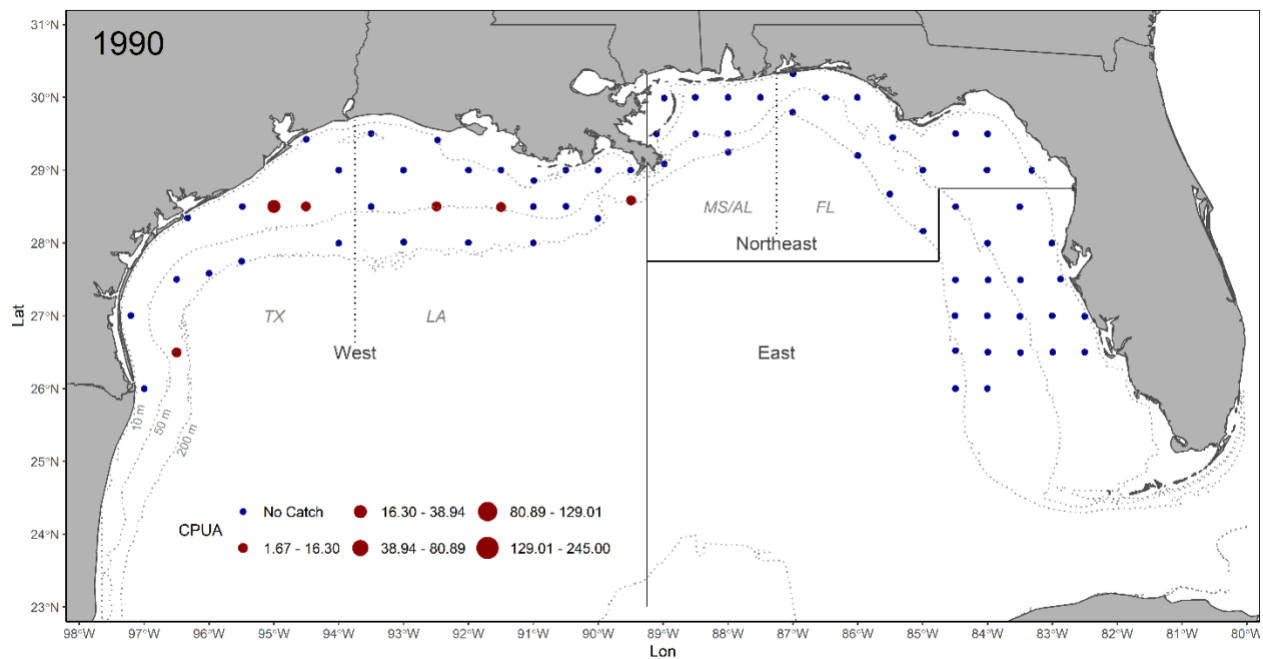 1990
31°N
30°N
29°N
28°N
27°N
26°N
25°N
24°N
23°N
Lat
MS/AL
FL
Northeast
TX
LA
West
East
10 m
50 m
200 m
CPUA
No Catch
16.30 - 38.94
80.89 - 129.01
1.67 - 16.30
38.94 - 80.89
129.01 - 245.00
98°W 97°W 96°W 95°W 94°W 93°W 92°W 91°W 90°W 89°W 88°W 87°W 86°W 85°W 84°W 83°W 82°W 81°W 80°W
Lon